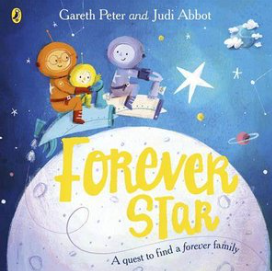 Gareth Peter and Judi Abbot
FOREVER
STAR
A quest to find a forever family